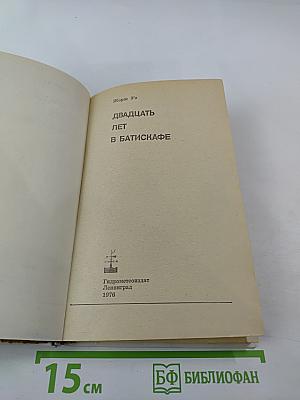 Жорж Уо
ДВАДЦАТЬ
ЛЕТ
В БАТИСКАФЕ
Гидрометеоиздат
Ленинград
1976
15 см
БФ БИБЛИОФАН